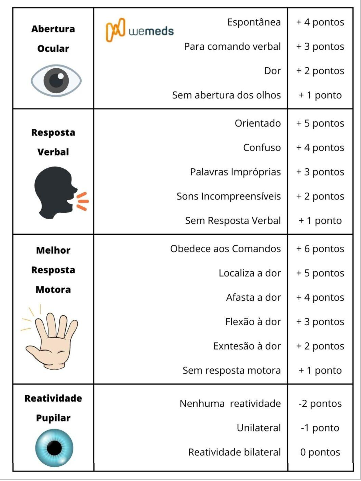 Abertura
Ocular
wemeds
Espontânea + 4 pontos
Para comando verbal + 3 pontos
Dor + 2 pontos
Sem abertura dos olhos + 1 ponto
Resposta
Verbal
Orientado + 5 pontos
Confuso + 4 pontos
Palavras Impróprias + 3 pontos
Sons Incompreensíveis + 2 pontos
Sem Resposta Verbal + 1 ponto
Melhor
Resposta
Motora
Obedece aos Comandos + 6 pontos
Localiza a dor + 5 pontos
Afasta a dor + 4 pontos
Flexão à dor + 3 pontos
Exntesão à dor + 2 pontos
Sem resposta motora + 1 ponto
Reatividade
Pupilar
Nenhuma reatividade -2 pontos
Unilateral -1 ponto
Reatividade bilateral 0 pontos